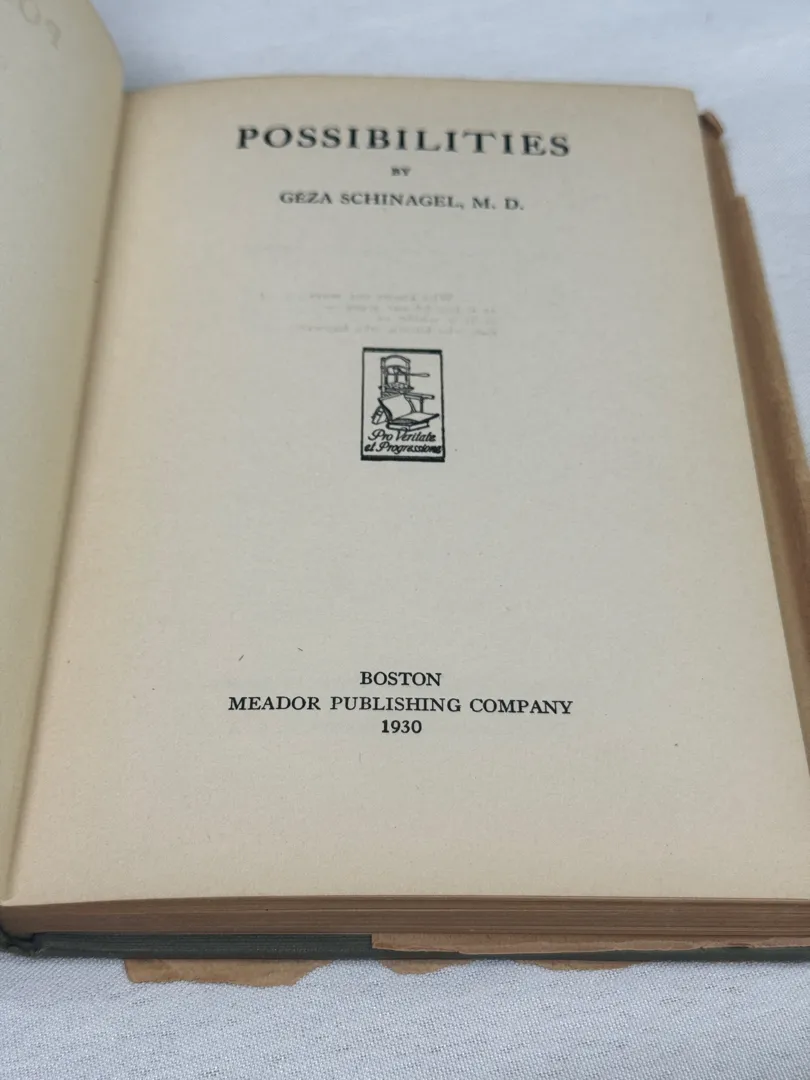 POSSIBILITIES
BY
GÉZA SCHINAGEL, M. D.
Pro Veritate
et Progressione
BOSTON
MEADOR PUBLISHING COMPANY
1930